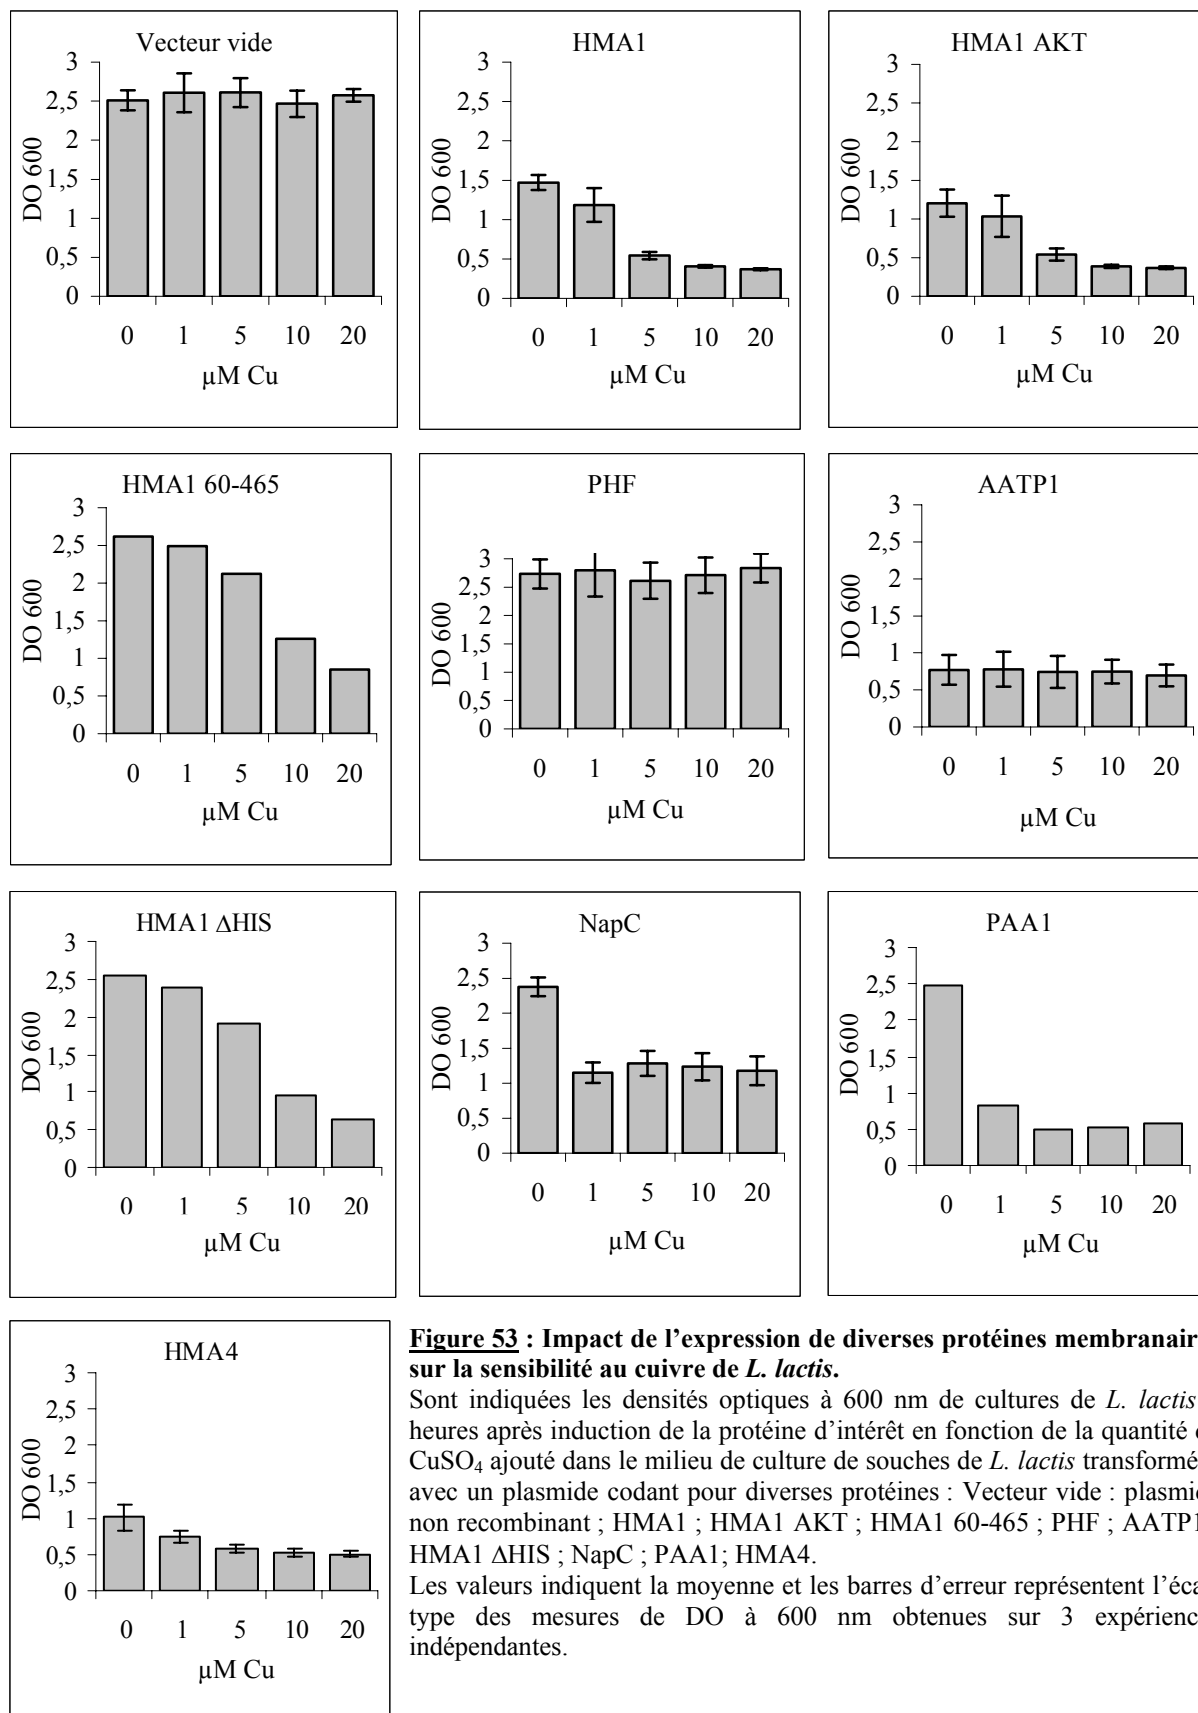 Vecteur vide
3
2,5
2
1,5
1
0,5
0
DO 600
0 1 5 10 20
µM Cu
HMA1
3
2,5
2
1,5
1
0,5
0
DO 600
0 1 5 10 20
µM Cu
HMA1 AKT
3
2,5
2
1,5
1
0,5
0
DO 600
0 1 5 10 20
µM Cu
HMA1 60-465
3
2,5
2
1,5
1
0,5
0
DO 600
0 1 5 10 20
µM Cu
PHF
3
2,5
2
1,5
1
0,5
0
DO 600
0 1 5 10 20
µM Cu
AATP1
3
2,5
2
1,5
1
0,5
0
DO 600
0 1 5 10 20
µM Cu
HMA1 ΔHIS
3
2,5
2
1,5
1
0,5
0
DO 600
0 1 5 10 20
µM Cu
NapC
3
2,5
2
1,5
1
0,5
0
DO 600
0 1 5 10 20
µM Cu
PAA1
3
2,5
2
1,5
1
0,5
0
DO 600
0 1 5 10 20
µM Cu
HMA4
3
2,5
2
1,5
1
0,5
0
DO 600
0 1 5 10 20
µM Cu
Figure 53 : Impact de l’expression de diverses protéines membranair
sur la sensibilité au cuivre de L. lactis.
Sont indiquées les densités optiques à 600 nm de cultures de L. lactis
heures après induction de la protéine d’intérêt en fonction de la quantité
CuSO₄ ajouté dans le milieu de culture de souches de L. lactis transformé
avec un plasmide codant pour diverses protéines : Vecteur vide : plasmi
non recombinant ; HMA1 ; HMA1 AKT ; HMA1 60-465 ; PHF ; AATP1
HMA1 ΔHIS ; NapC ; PAA1; HMA4.
Les valeurs indiquent la moyenne et les barres d’erreur représentent l’éca
type des mesures de DO à 600 nm obtenues sur 3 expérienc
indépendantes.